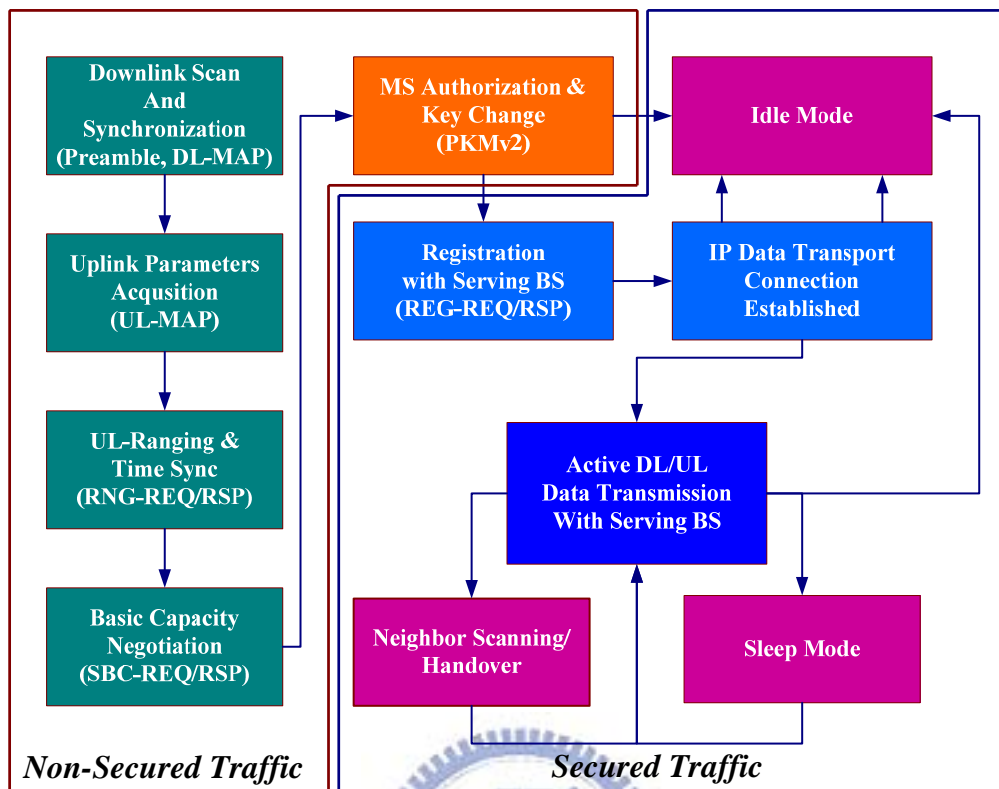 Downlink Scan
And
Synchronization
(Preamble, DL-MAP)
Uplink Parameters
Acqusition
(UL-MAP)
UL-Ranging &
Time Sync
(RNG-REQ/RSP)
Basic Capacity
Negotiation
(SBC-REQ/RSP)
Non-Secured Traffic
MS Authorization &
Key Change
(PKMv2)
Idle Mode
Registration
with Serving BS
(REG-REQ/RSP)
IP Data Transport
Connection
Established
Active DL/UL
Data Transmission
With Serving BS
Neighbor Scanning/
Handover
Sleep Mode
Secured Traffic